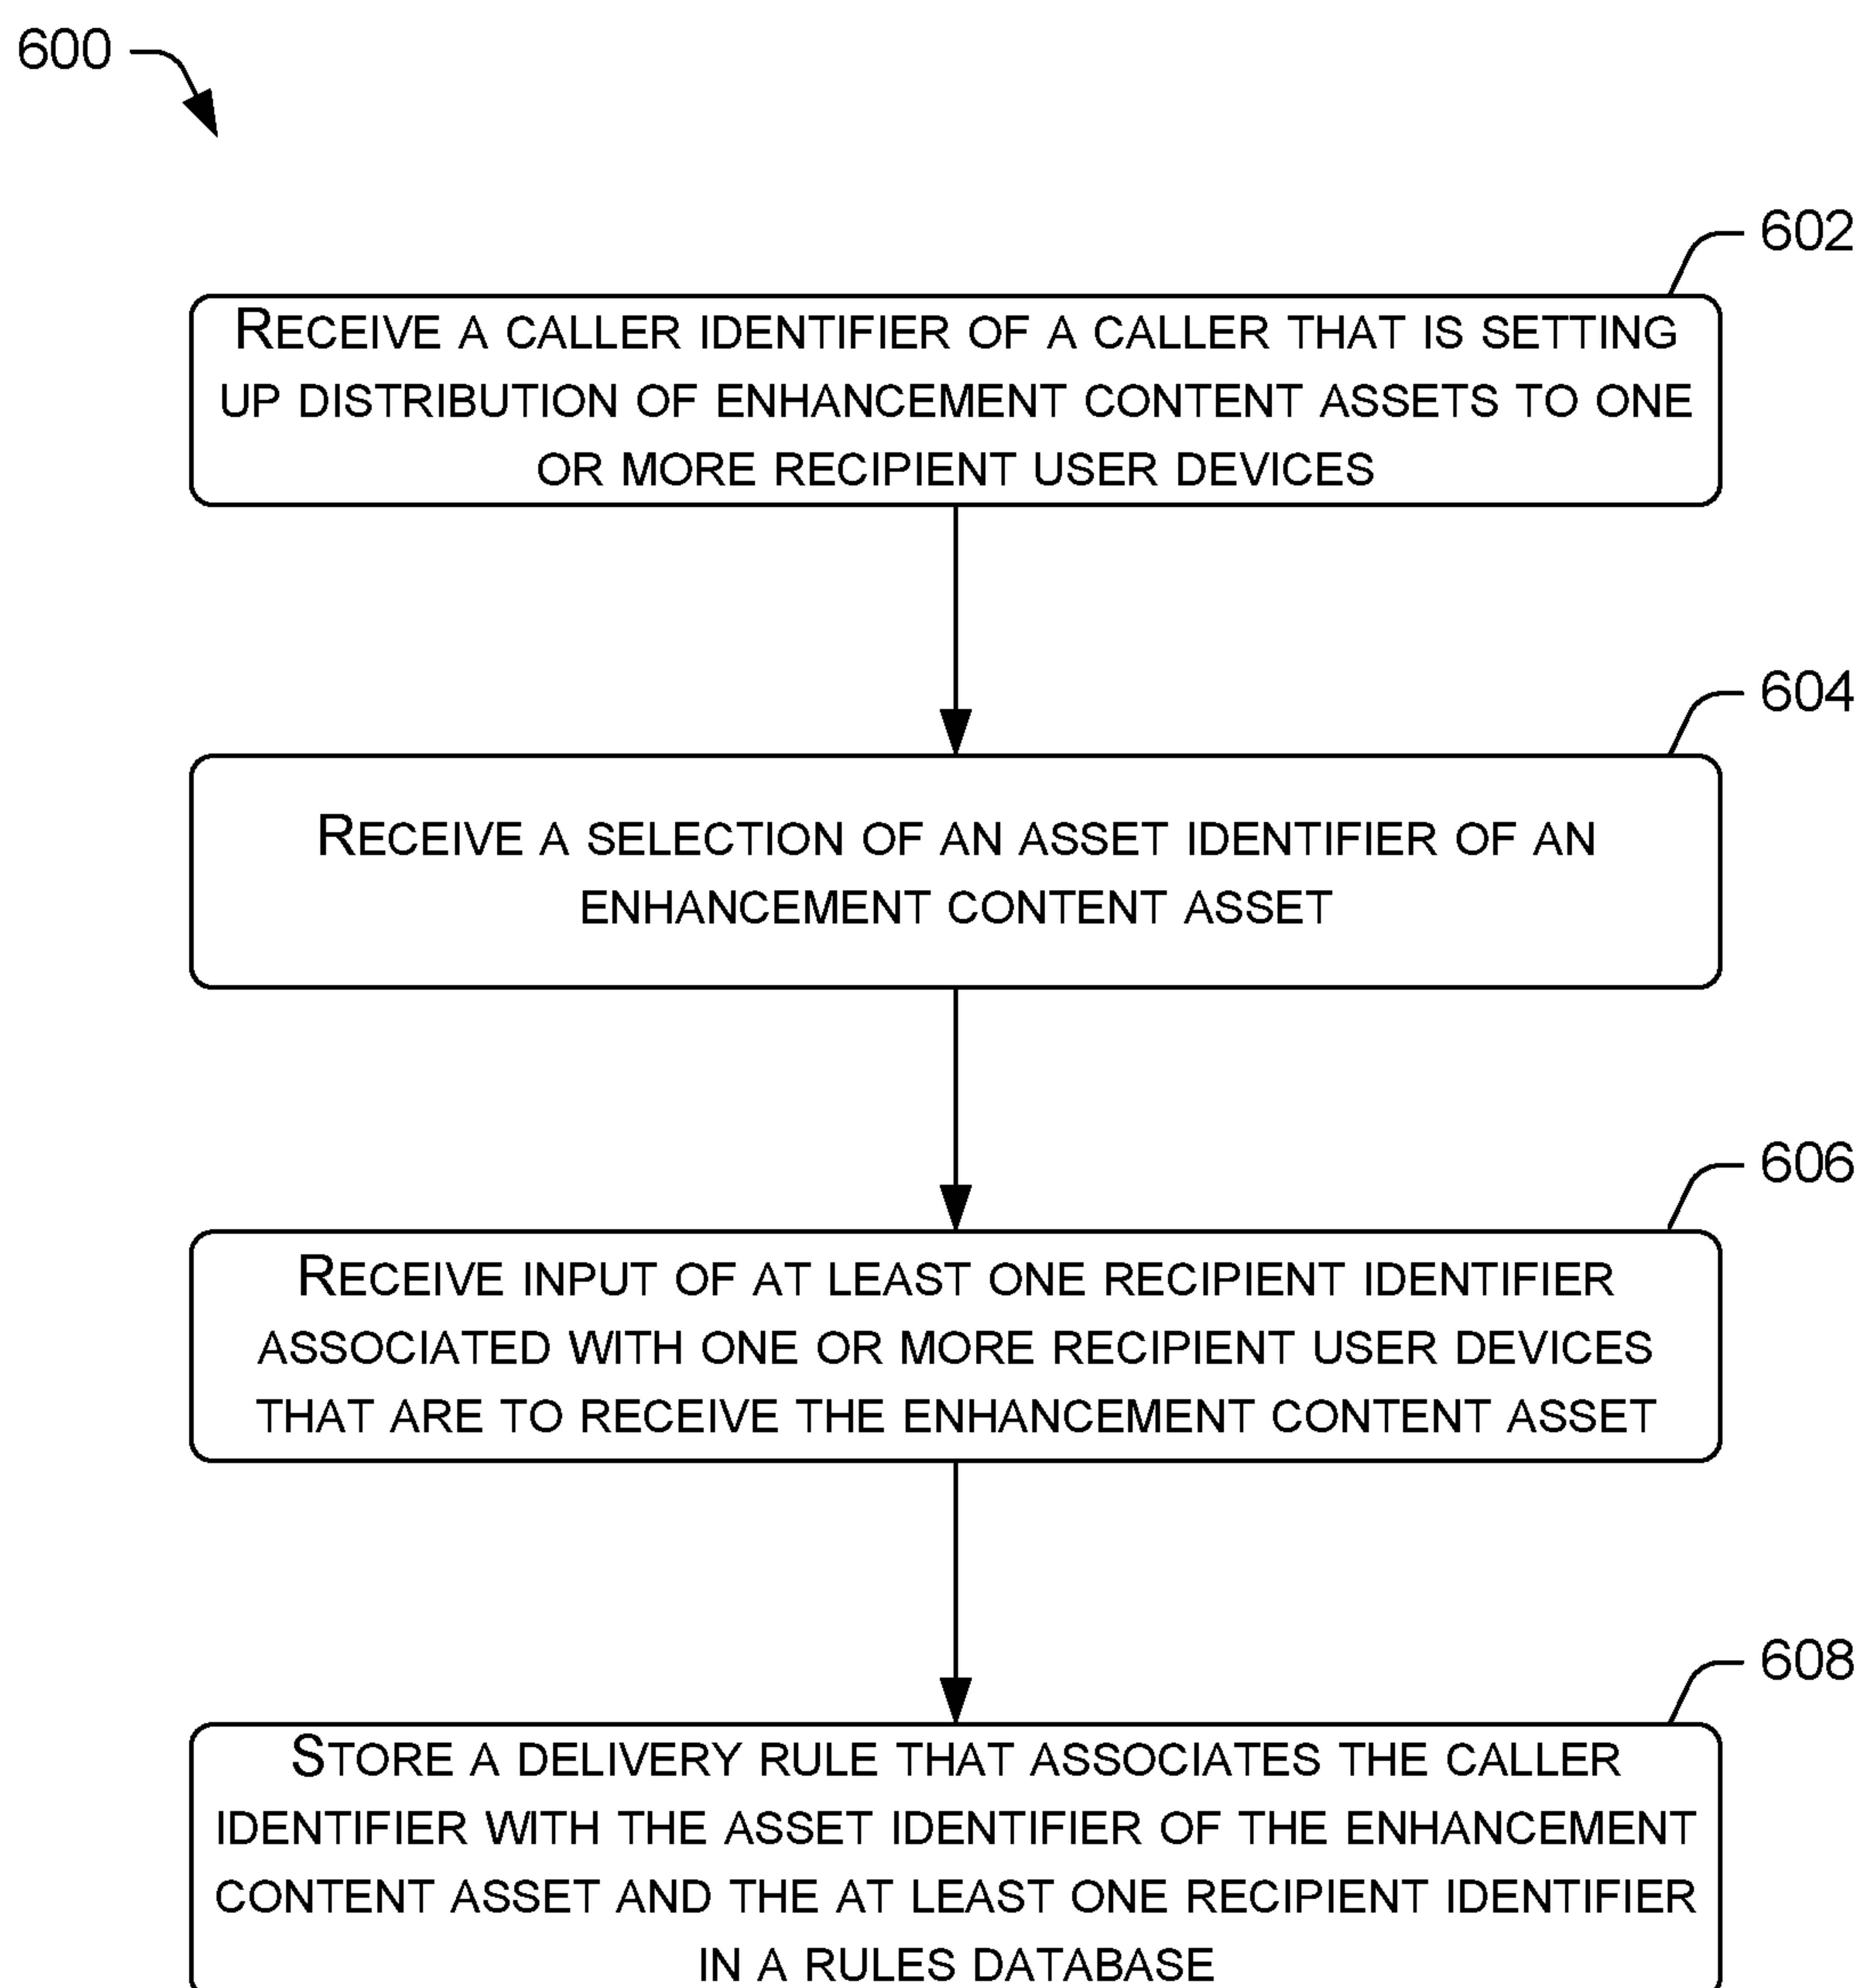 600
602
RECEIVE A CALLER IDENTIFIER OF A CALLER THAT IS SETTING
UP DISTRIBUTION OF ENHANCEMENT CONTENT ASSETS TO ONE
OR MORE RECIPIENT USER DEVICES
604
RECEIVE A SELECTION OF AN ASSET IDENTIFIER OF AN
ENHANCEMENT CONTENT ASSET
606
RECEIVE INPUT OF AT LEAST ONE RECIPIENT IDENTIFIER
ASSOCIATED WITH ONE OR MORE RECIPIENT USER DEVICES
THAT ARE TO RECEIVE THE ENHANCEMENT CONTENT ASSET
608
STORE A DELIVERY RULE THAT ASSOCIATES THE CALLER
IDENTIFIER WITH THE ASSET IDENTIFIER OF THE ENHANCEMENT
CONTENT ASSET AND THE AT LEAST ONE RECIPIENT IDENTIFIER
IN A RULES DATABASE